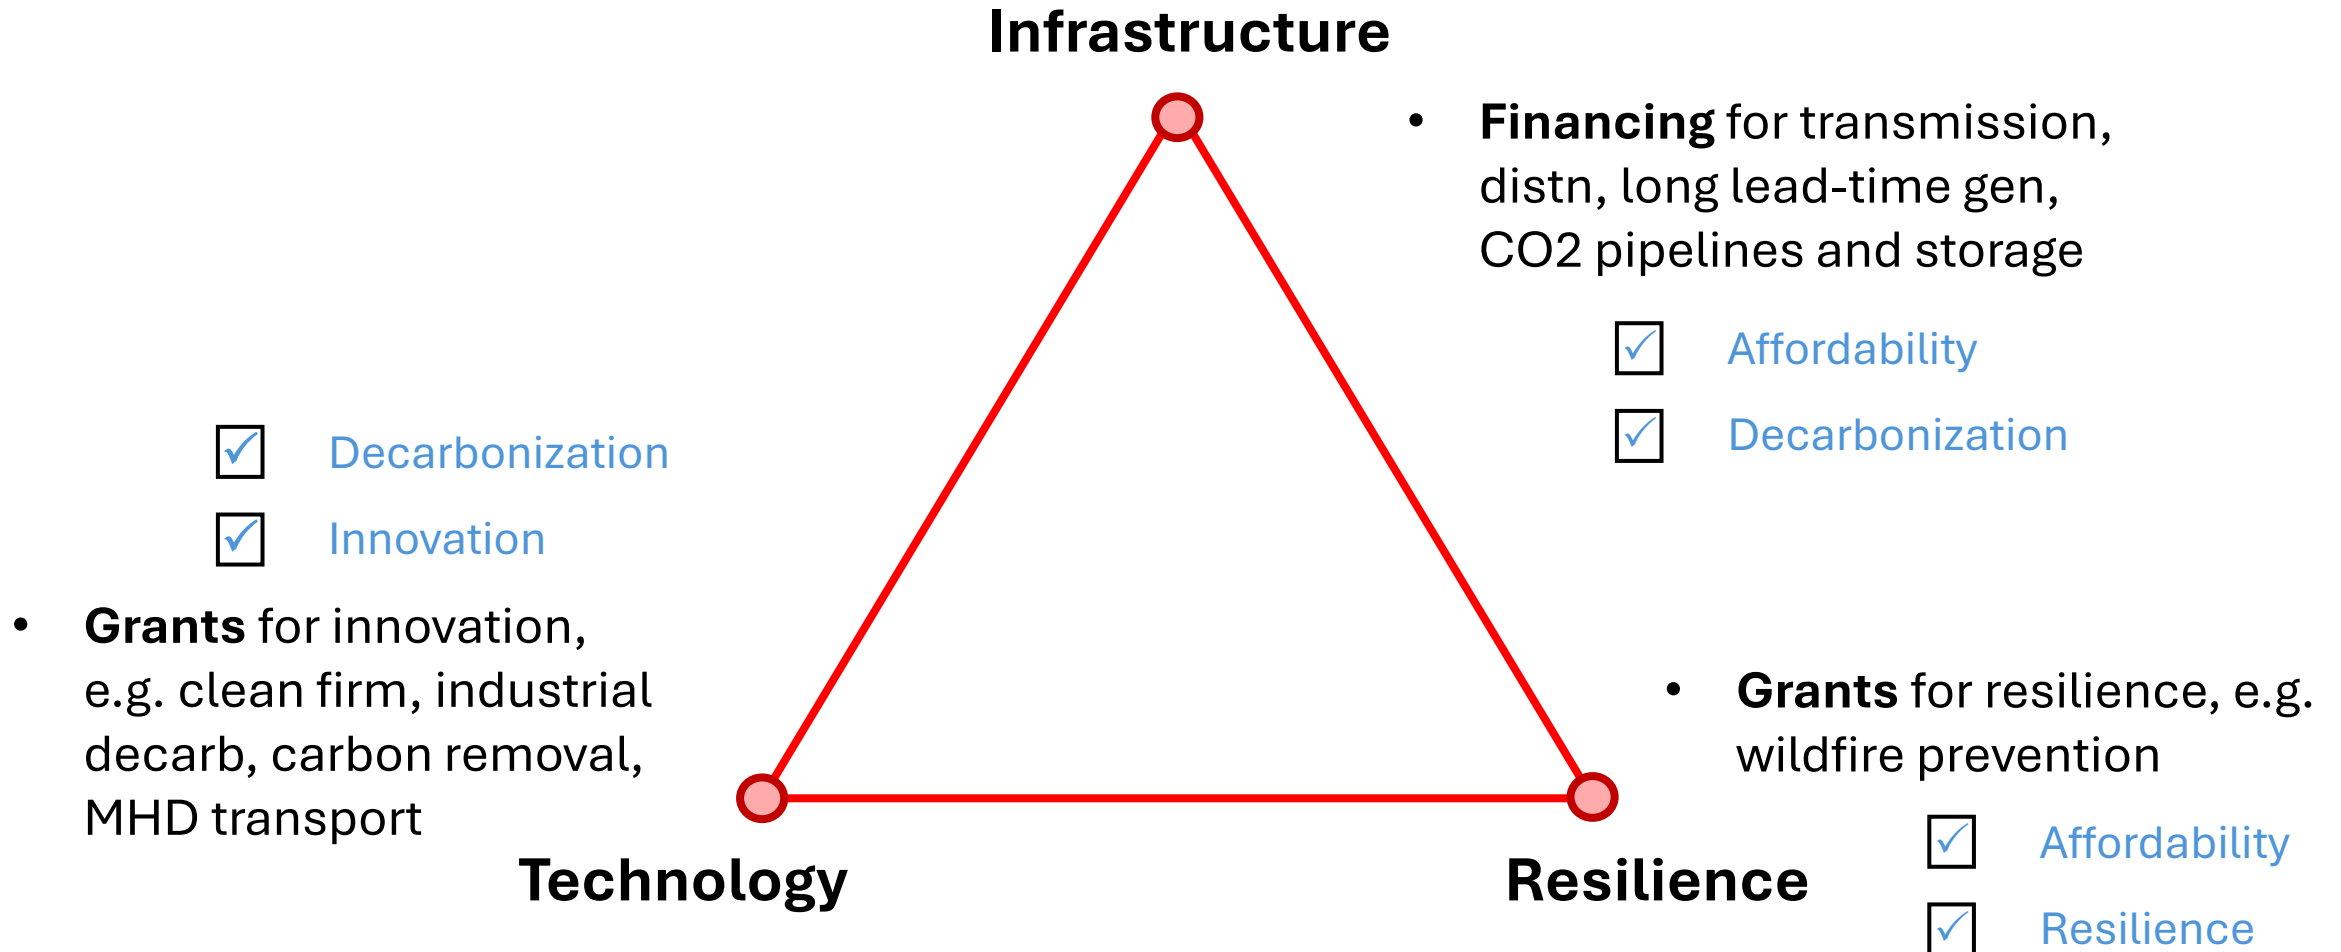 Infrastructure
• Financing for transmission,
distn, long lead-time gen,
CO2 pipelines and storage
Affordability
Decarbonization
Decarbonization
Innovation
• Grants for innovation,
e.g. clean firm, industrial
decarb, carbon removal,
MHD transport
Technology
• Grants for resilience, e.g.
wildfire prevention
Resilience
Affordability
Resilience